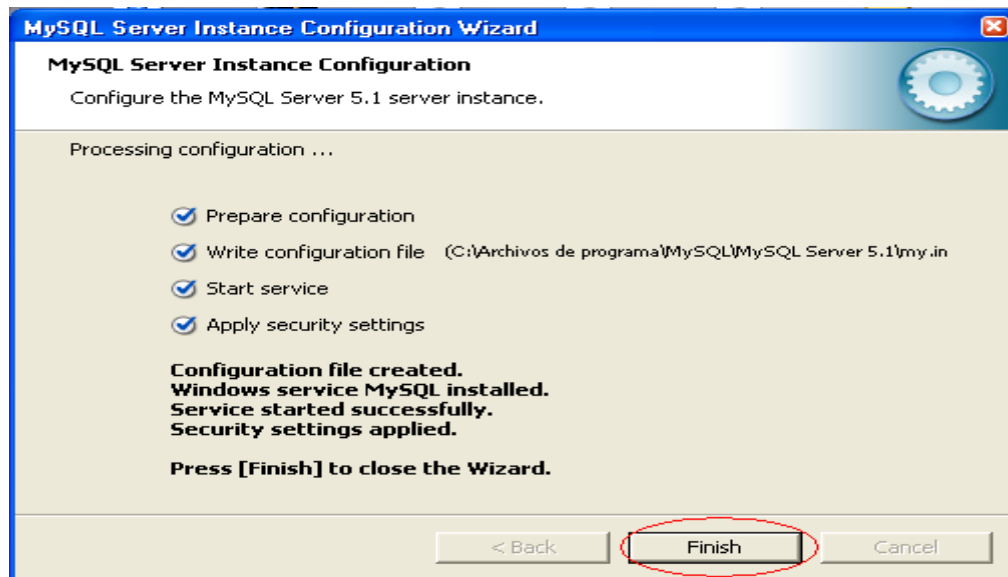 MySQL Server Instance Configuration Wizard
MySQL Server Instance Configuration
Configure the MySQL Server 5.1 server instance.
Processing configuration ...
Prepare configuration
Write configuration file (C:\Archivos de programa\MySQL\MySQL Server 5.1\my.in
Start service
Apply security settings
Configuration file created.
Windows service MySQL installed.
Service started successfully.
Security settings applied.
Press [Finish] to close the Wizard.
< Back Finish Cancel